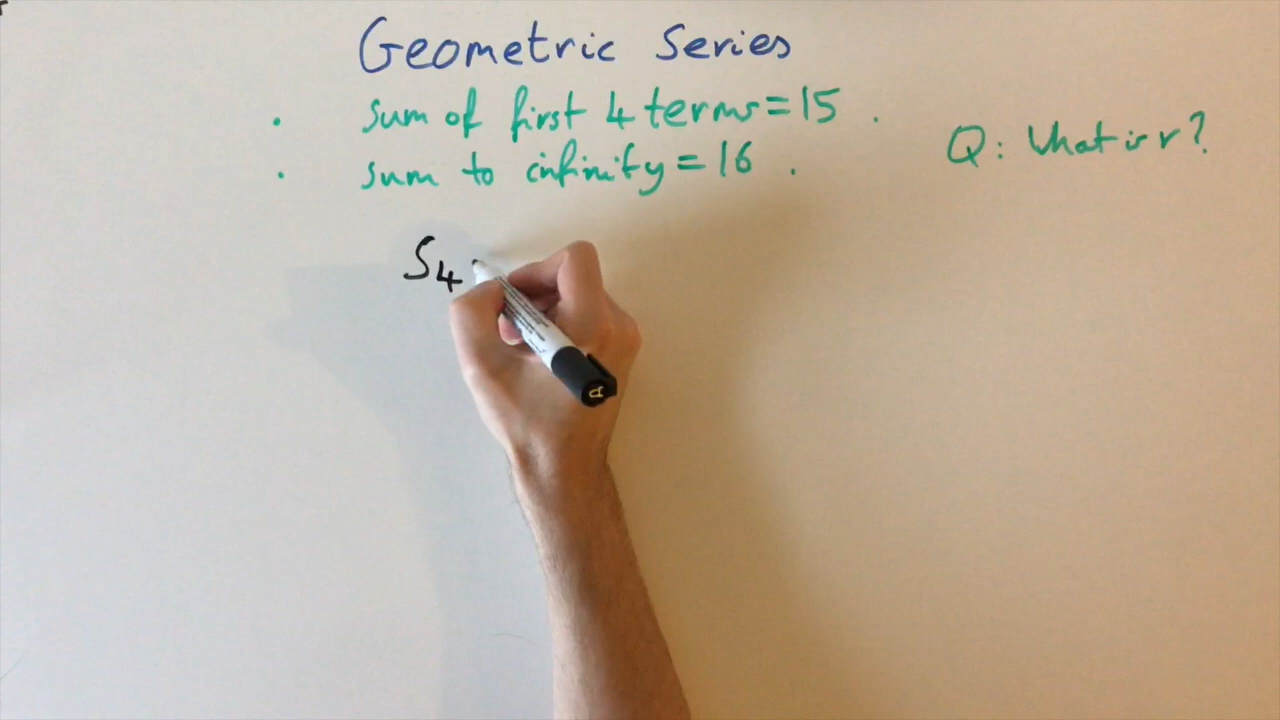 Geometric Series
· sum of first 4 terms = 15 .
· sum to infinity = 16 .
Q: What is r?
S4